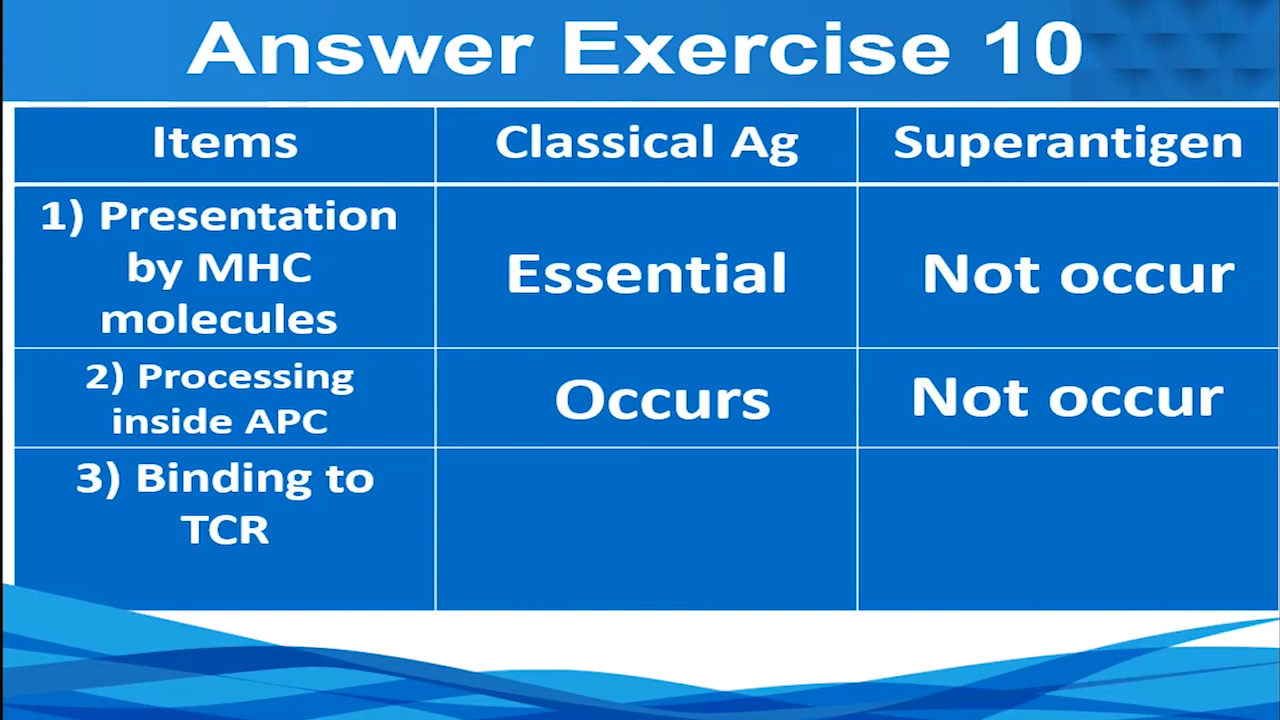 Answer Exercise 10
Items
Classical Ag
Superantigen
1) Presentation
by MHC
molecules
Essential
Not occur
2) Processing
inside APC
Occurs
Not occur
3) Binding to
TCR